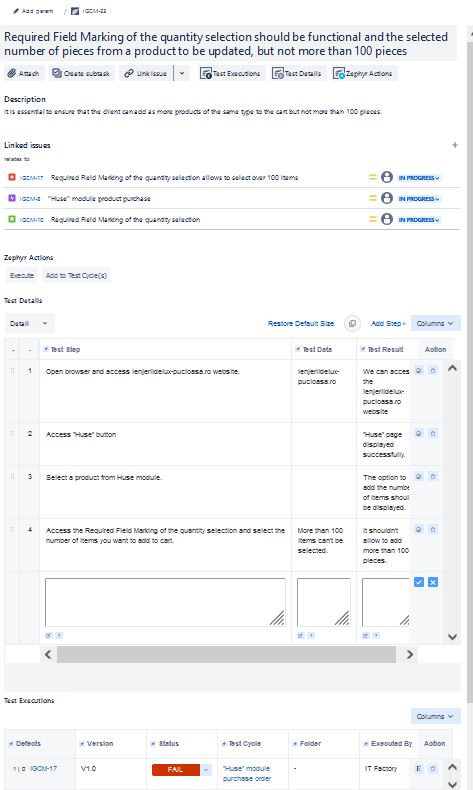 Add parent / IGCM-23
Required Field Marking of the quantity selection should be functional and the selected
number of pieces from a product to be updated, but not more than 100 pieces
Attach
Create subtask
Link issue
Test Executions
Test Details
Zephyr Actions
Description
It is essential to ensure that the client can add as more products of the same type to the cart but not more than 100 pieces.
Linked issues +
relates to
IGCM-17 Required Field Marking of the quantity selection allows to select over 100 items IN PROGRESS
IGCM-8 "Huse" module product purchase IN PROGRESS
IGCM-10 Required Field Marking of the quantity selection IN PROGRESS
Zephyr Actions
Execute Add to Test Cycle(s)
Test Details
Detail Restore Default Size Add Step+ Columns
- - Test Step Test Data Test Result Action
1 Open browser and access lenjeriidelux-pucioasa.ro website.
lenjeriidelux-
pucioasa.ro
We can acces
the
lenjeriidelux-
pucioasa.ro
website
2 Access "Huse" button
"Huse" page
displayed
successfully.
3 Select a product from Huse module.
The option to
add the numbe
of items shoul
be displayed.
4 Access the Required Field Marking of the quantity selection and select the
number of items you want to add to cart.
More than 100
items can't be
selected.
It shouldn't
allow to add
more than 100
pieces.
Test Executions
Columns
Defects Version Status Test Cycle Folder Executed By Action
1 | 0 IGCM-17 V1.0 FAIL "Huse" module
purchase order
- IT Factory E